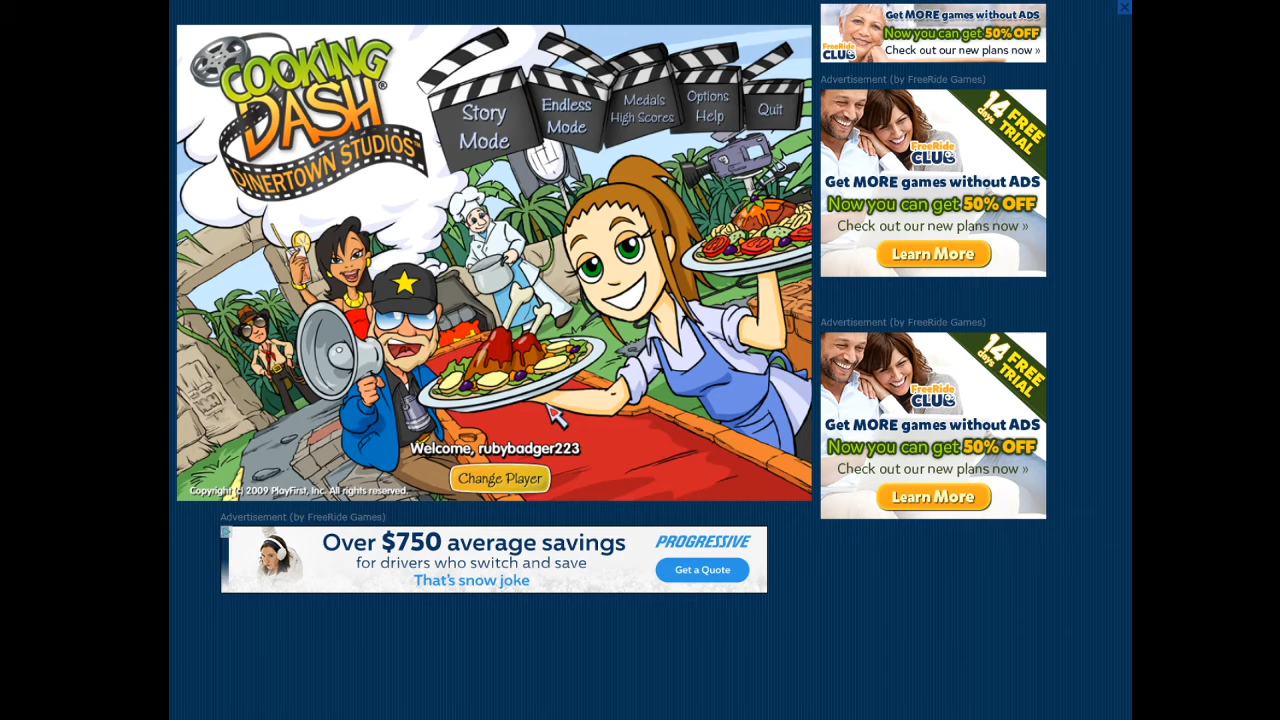 COOKING
DASH®
DINERTOWN STUDIOS™
Story
Mode
Endless
Mode
Medals
High Scores
Options
Help
Quit
Welcome, rubybadger223
Change Player
Copyright (c) 2009 PlayFirst, Inc. All rights reserved.
Get MORE games without ADS
Now you can get 50% OFF
Check out our new plans now »
FreeRide
CLUB
Advertisement (by FreeRide Games)
14
days
FREE
TRIAL
FreeRide
CLUB
Get MORE games without ADS
Now you can get 50% OFF
Check out our new plans now »
Learn More
Advertisement (by FreeRide Games)
14
days
FREE
TRIAL
FreeRide
CLUB
Get MORE games without ADS
Now you can get 50% OFF
Check out our new plans now »
Learn More
Advertisement (by FreeRide Games)
Over $750 average savings
for drivers who switch and save
That's snow joke
PROGRESSIVE
Get a Quote